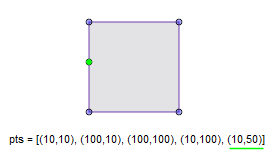 pts = [(10,10), (100,10), (100,100), (10,100), (10,50)]